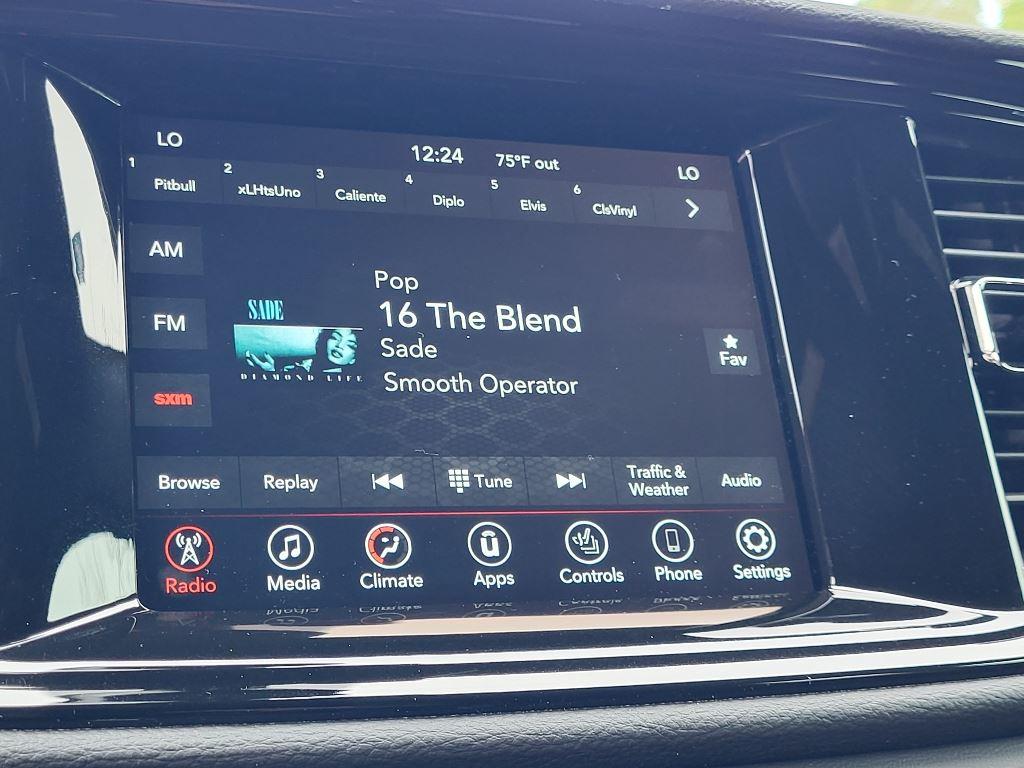 LO 12:24 75°F out LO
1 Pitbull 2 xLHtsUno 3 Caliente 4 Diplo 5 Elvis 6 ClsVinyl
AM
FM
sxm
SADE
DIAMOND LIFE
Pop
16 The Blend
Sade
Smooth Operator
Fav
Browse Replay Tune Traffic & Weather Audio
Radio Media Climate Apps Controls Phone Settings